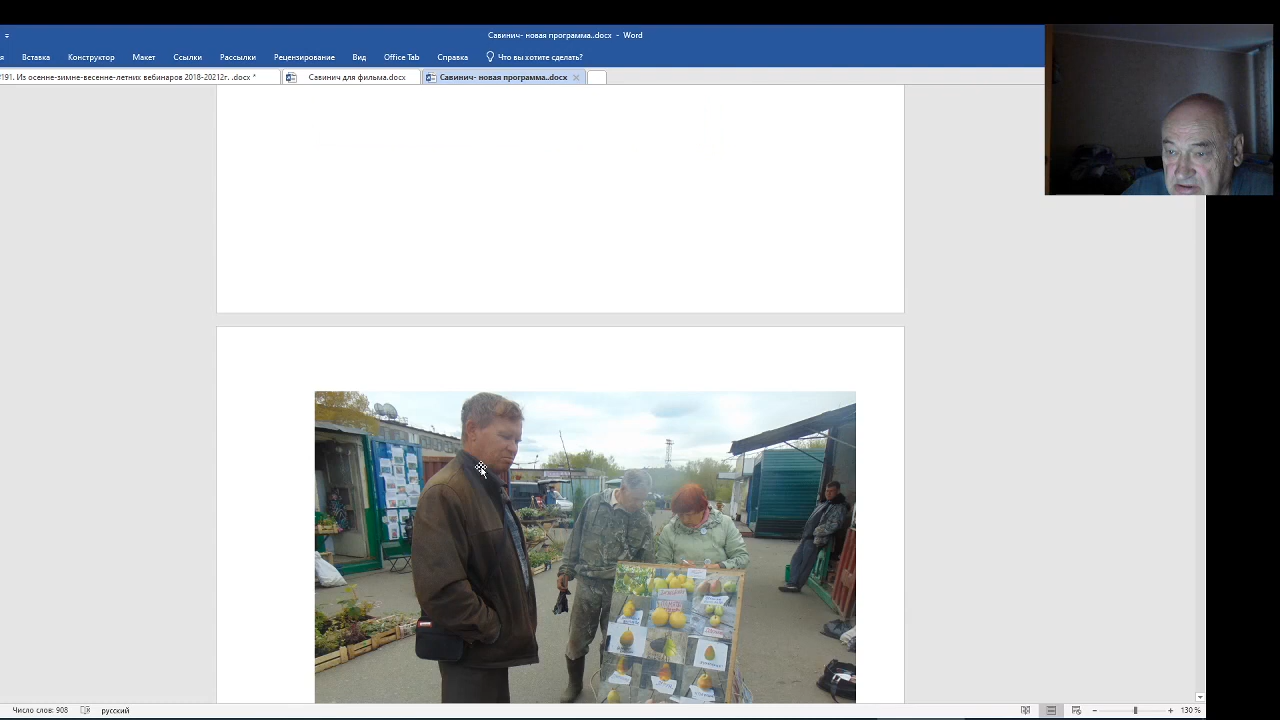 Савинич- новая программа..docx - Word
Вставка Конструктор Макет Ссылки Рассылки Рецензирование Вид Office Tab Справка Что вы хотите сделать?
191. Из осенне-зимне-весенне-летних вебинаров 2018-20212г. .docx * Савинич для фильма.docx Савинич- новая программа..docx
Число слов: 908 русский 130 %